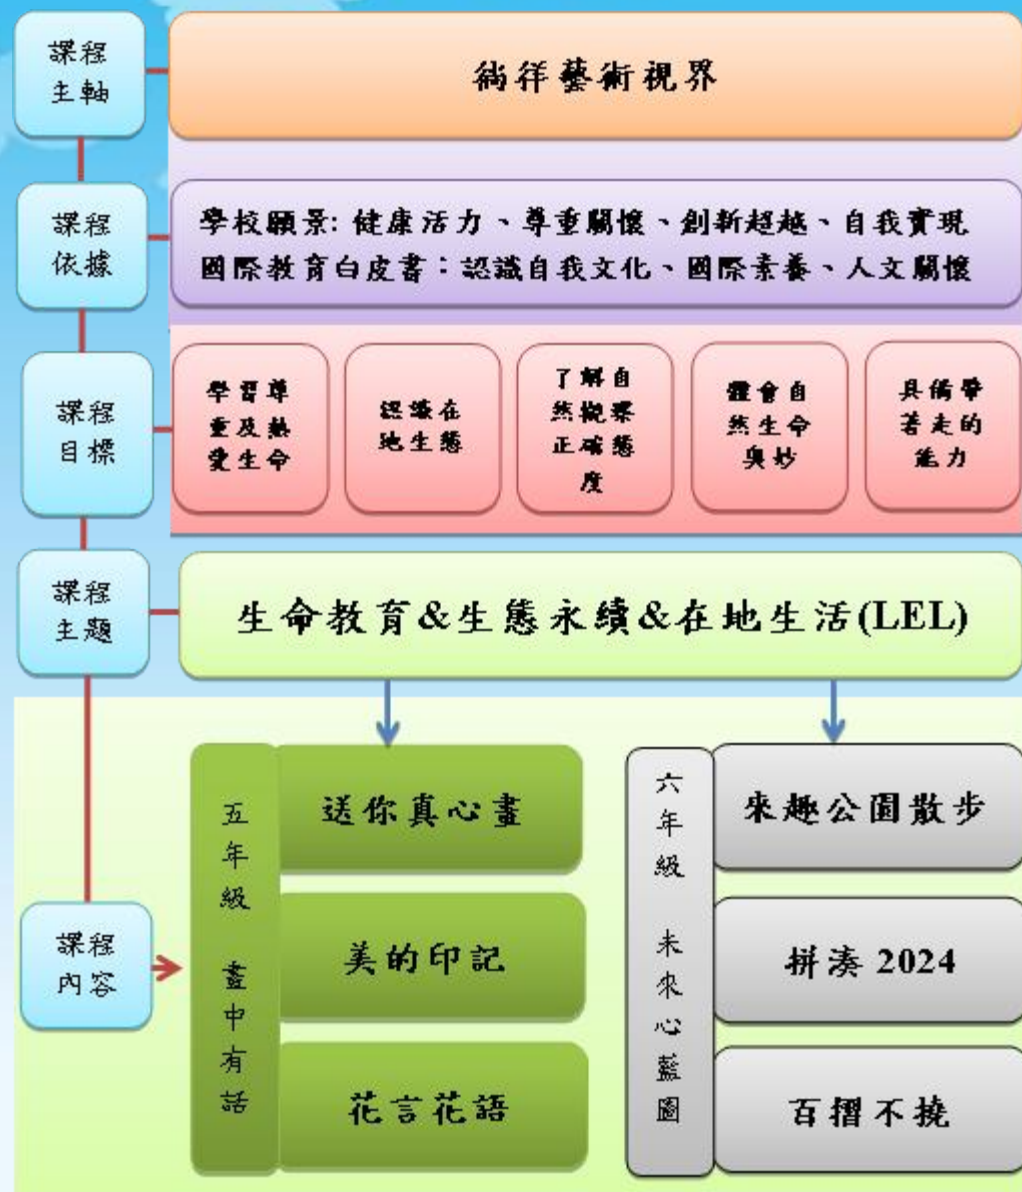 課程
主軸
徜徉藝術視界
課程
依據
學校願景: 健康活力、尊重關懷、創新超越、自我實現
國際教育白皮書：認識自我文化、國際素養、人文關懷
課程
目標
學習尊
重及熱
愛生命
認識在
地生態
了解自
然觀察
正確態
度
體會自
然生命
奧妙
具備帶
著走的
能力
課程
主題
生命教育&生態永續&在地生活(LEL)
課程
內容
五年級 畫中有話
送你真心畫
美的印記
花言花語
六年級 未來心藍圖
來趣公園散步
拼湊 2024
百摺不撓